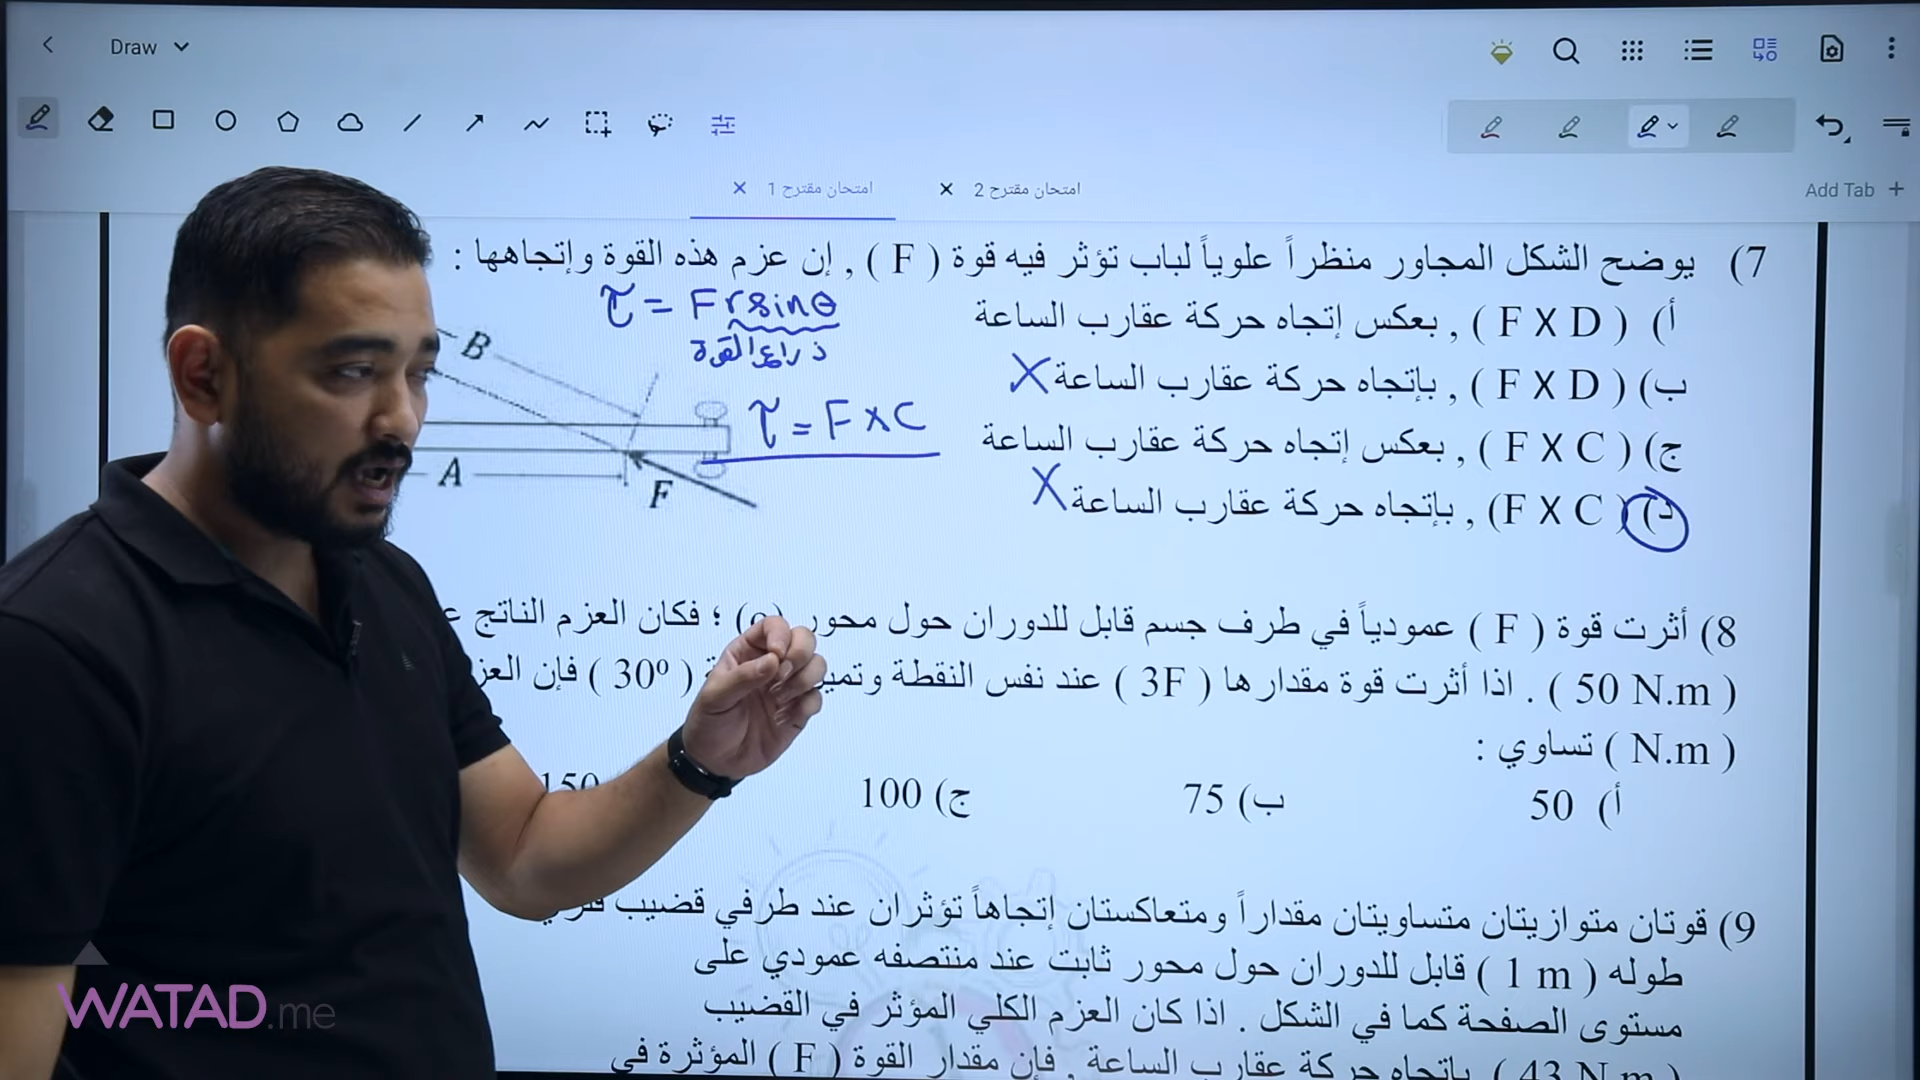 Draw
امتحان مقترح 1
امتحان مقترح 2
Add Tab +
7) يوضح الشكل المجاور منظراً علوياً لباب تؤثر فيه قوة ( F ) , إن عزم هذه القوة وإتجاهها :
أ) ( F X D ) , بعكس إتجاه حركة عقارب الساعة
ب) ( F X D ) , بإتجاه حركة عقارب الساعة X
ج) ( F X C ) , بعكس إتجاه حركة عقارب الساعة
د) ( F X C) , بإتجاه حركة عقارب الساعة X
τ = Frsinθ
ذراع القوة
τ = F×C
B
A
F
8) أثرت قوة ( F ) عمودياً في طرف جسم قابل للدوران حول محور (o) ؛ فكان العزم الناتج
( 50 N.m ) . اذا أثرت قوة مقدارها ( 3F ) عند نفس النقطة ( 30⁰ ) فإن
( N.m ) تساوي :
أ) 50
ب) 75
ج) 100
150
9) قوتان متوازيتان متساويتان مقداراً ومتعاكستان إتجاهاً تؤثران عند طرفي قضيب
طوله ( 1 m ) قابل للدوران حول محور ثابت عند منتصفه عمودي على
مستوى الصفحة كما في الشكل . اذا كان العزم الكلي المؤثر في القضيب
( 43 N.m ) بإتجاه حركة عقارب الساعة , فإن مقدار القوة ( F ) المؤثرة في
WATAD.me